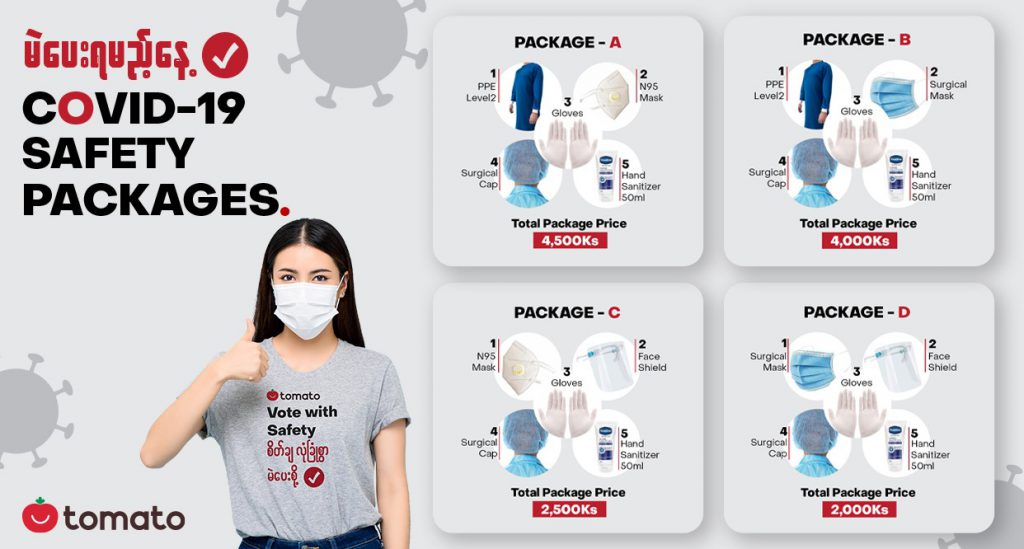 မဲပေးရမည့်နေ့
COVID-19
SAFETY
PACKAGES.
tomato
Vote with
Safety
စိတ်ချ လုံခြုံစွာ
မဲပေးစို့
tomato
PACKAGE - A
1
PPE
Level2
2
N95
Mask
3
Gloves
4
Surgical
Cap
5
Hand
Sanitizer
50ml
Total Package Price
4,500Ks
PACKAGE - B
1
PPE
Level2
2
Surgical
Mask
3
Gloves
4
Surgical
Cap
5
Hand
Sanitizer
50ml
Total Package Price
4,000Ks
PACKAGE - C
1
N95
Mask
2
Face
Shield
3
Gloves
4
Surgical
Cap
5
Hand
Sanitizer
50ml
Total Package Price
2,500Ks
PACKAGE - D
1
Surgical
Mask
2
Face
Shield
3
Gloves
4
Surgical
Cap
5
Hand
Sanitizer
50ml
Total Package Price
2,000Ks